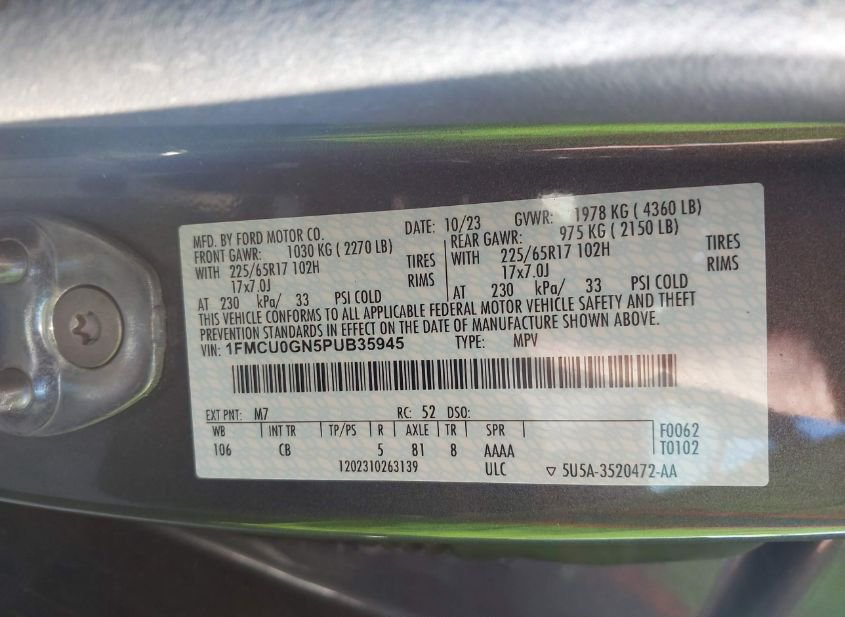 MFD. BY FORD MOTOR CO. DATE: 10/23 GVWR: 1978 KG ( 4360 LB)
FRONT GAWR: 1030 KG ( 2270 LB) REAR GAWR: 975 KG ( 2150 LB)
WITH 225/65R17 102H TIRES WITH 225/65R17 102H TIRES
17x7.0J RIMS 17x7.0J RIMS
AT 230 kPa/ 33 PSI COLD AT 230 kPa/ 33 PSI COLD
THIS VEHICLE CONFORMS TO ALL APPLICABLE FEDERAL MOTOR VEHICLE SAFETY AND THEFT
PREVENTION STANDARDS IN EFFECT ON THE DATE OF MANUFACTURE SHOWN ABOVE.
VIN: 1FMCU0GN5PUB35945 TYPE: MPV
EXT PNT: M7 RC: 52 DSO:
WB INT TR TP/PS R AXLE TR SPR F0062
106 CB 5 81 8 AAAA T0102
1202310263139 ULC ▽ 5U5A-3520472-AA